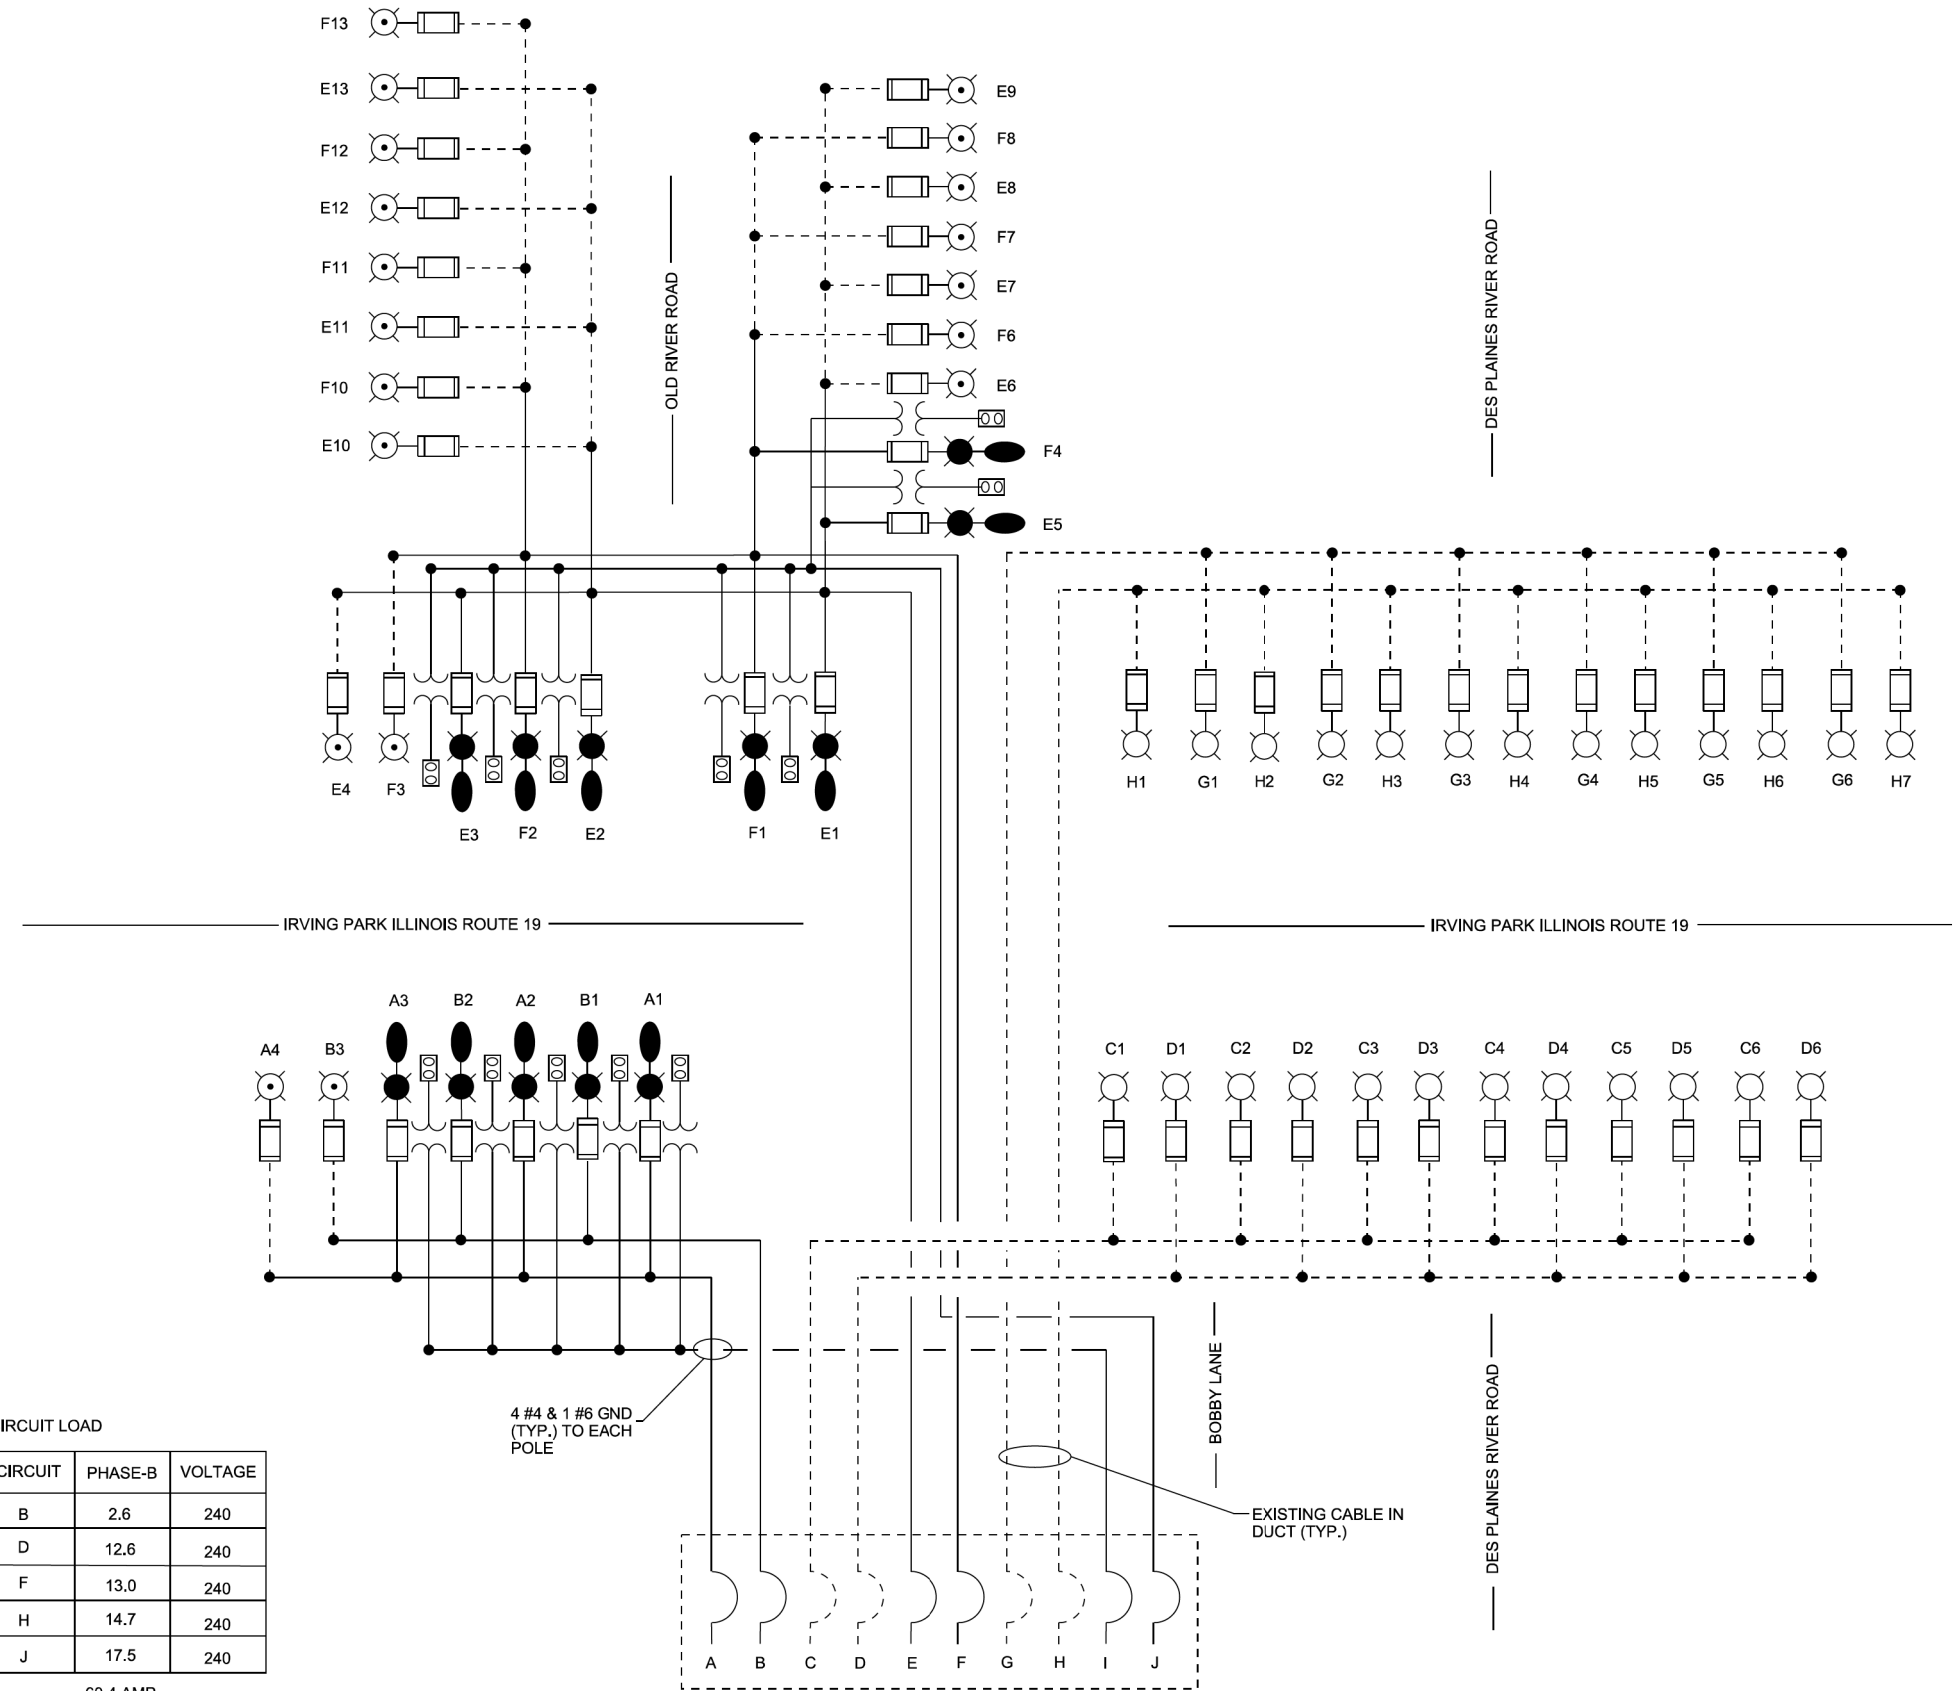 F13
E13
F12
E12
F11
E11
F10
E10
OLD RIVER ROAD
E9
F8
E8
F7
E7
F6
E6
F4
E5
DES PLAINES RIVER ROAD
E4
F3
E3
F2
E2
F1
E1
H1
G1
H2
G2
H3
G3
H4
G4
H5
G5
H6
G6
H7
IRVING PARK ILLINOIS ROUTE 19
IRVING PARK ILLINOIS ROUTE 19
A4
B3
A3
B2
A2
B1
A1
C1
D1
C2
D2
C3
D3
C4
D4
C5
D5
C6
D6
4 #4 & 1 #6 GND
(TYP.) TO EACH
POLE
BOBBY LANE
DES PLAINES RIVER ROAD
EXISTING CABLE IN
DUCT (TYP.)
IRCUIT LOAD
CIRCUIT PHASE-B VOLTAGE
B 2.6 240
D 12.6 240
F 13.0 240
H 14.7 240
J 17.5 240
A B C D E F G H I J